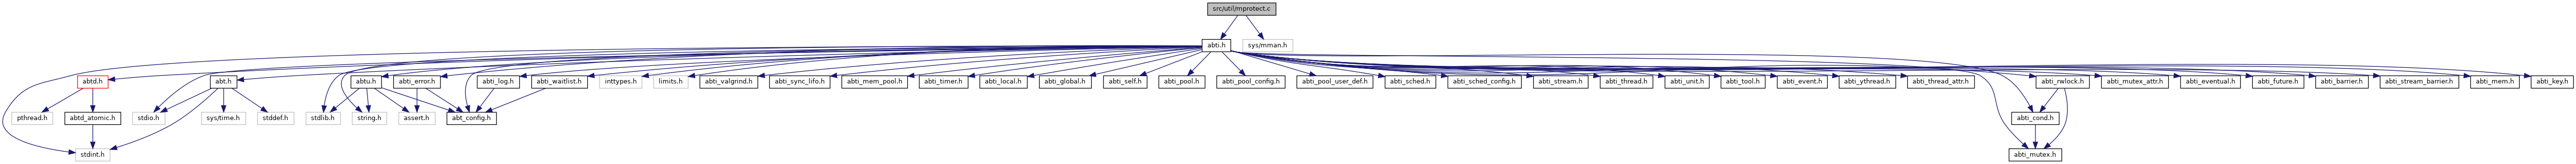 src/util/mprotect.c
abti.h
sys/mman.h
abtd.h
abt.h
abtu.h
abti_error.h
abti_log.h
abti_waitlist.h
inttypes.h
limits.h
abti_valgrind.h
abti_sync_lifo.h
abti_mem_pool.h
abti_timer.h
abti_local.h
abti_global.h
abti_self.h
abti_pool.h
abti_pool_config.h
abti_pool_user_def.h
abti_sched.h
abti_sched_config.h
abti_stream.h
abti_thread.h
abti_unit.h
abti_tool.h
abti_event.h
abti_ythread.h
abti_thread_attr.h
abti_rwlock.h
abti_mutex_attr.h
abti_eventual.h
abti_future.h
abti_barrier.h
abti_stream_barrier.h
abti_mem.h
abti_key.h
pthread.h
abtd_atomic.h
stdio.h
sys/time.h
stddef.h
stdlib.h
string.h
assert.h
abt_config.h
abti_cond.h
stdint.h
abti_mutex.h